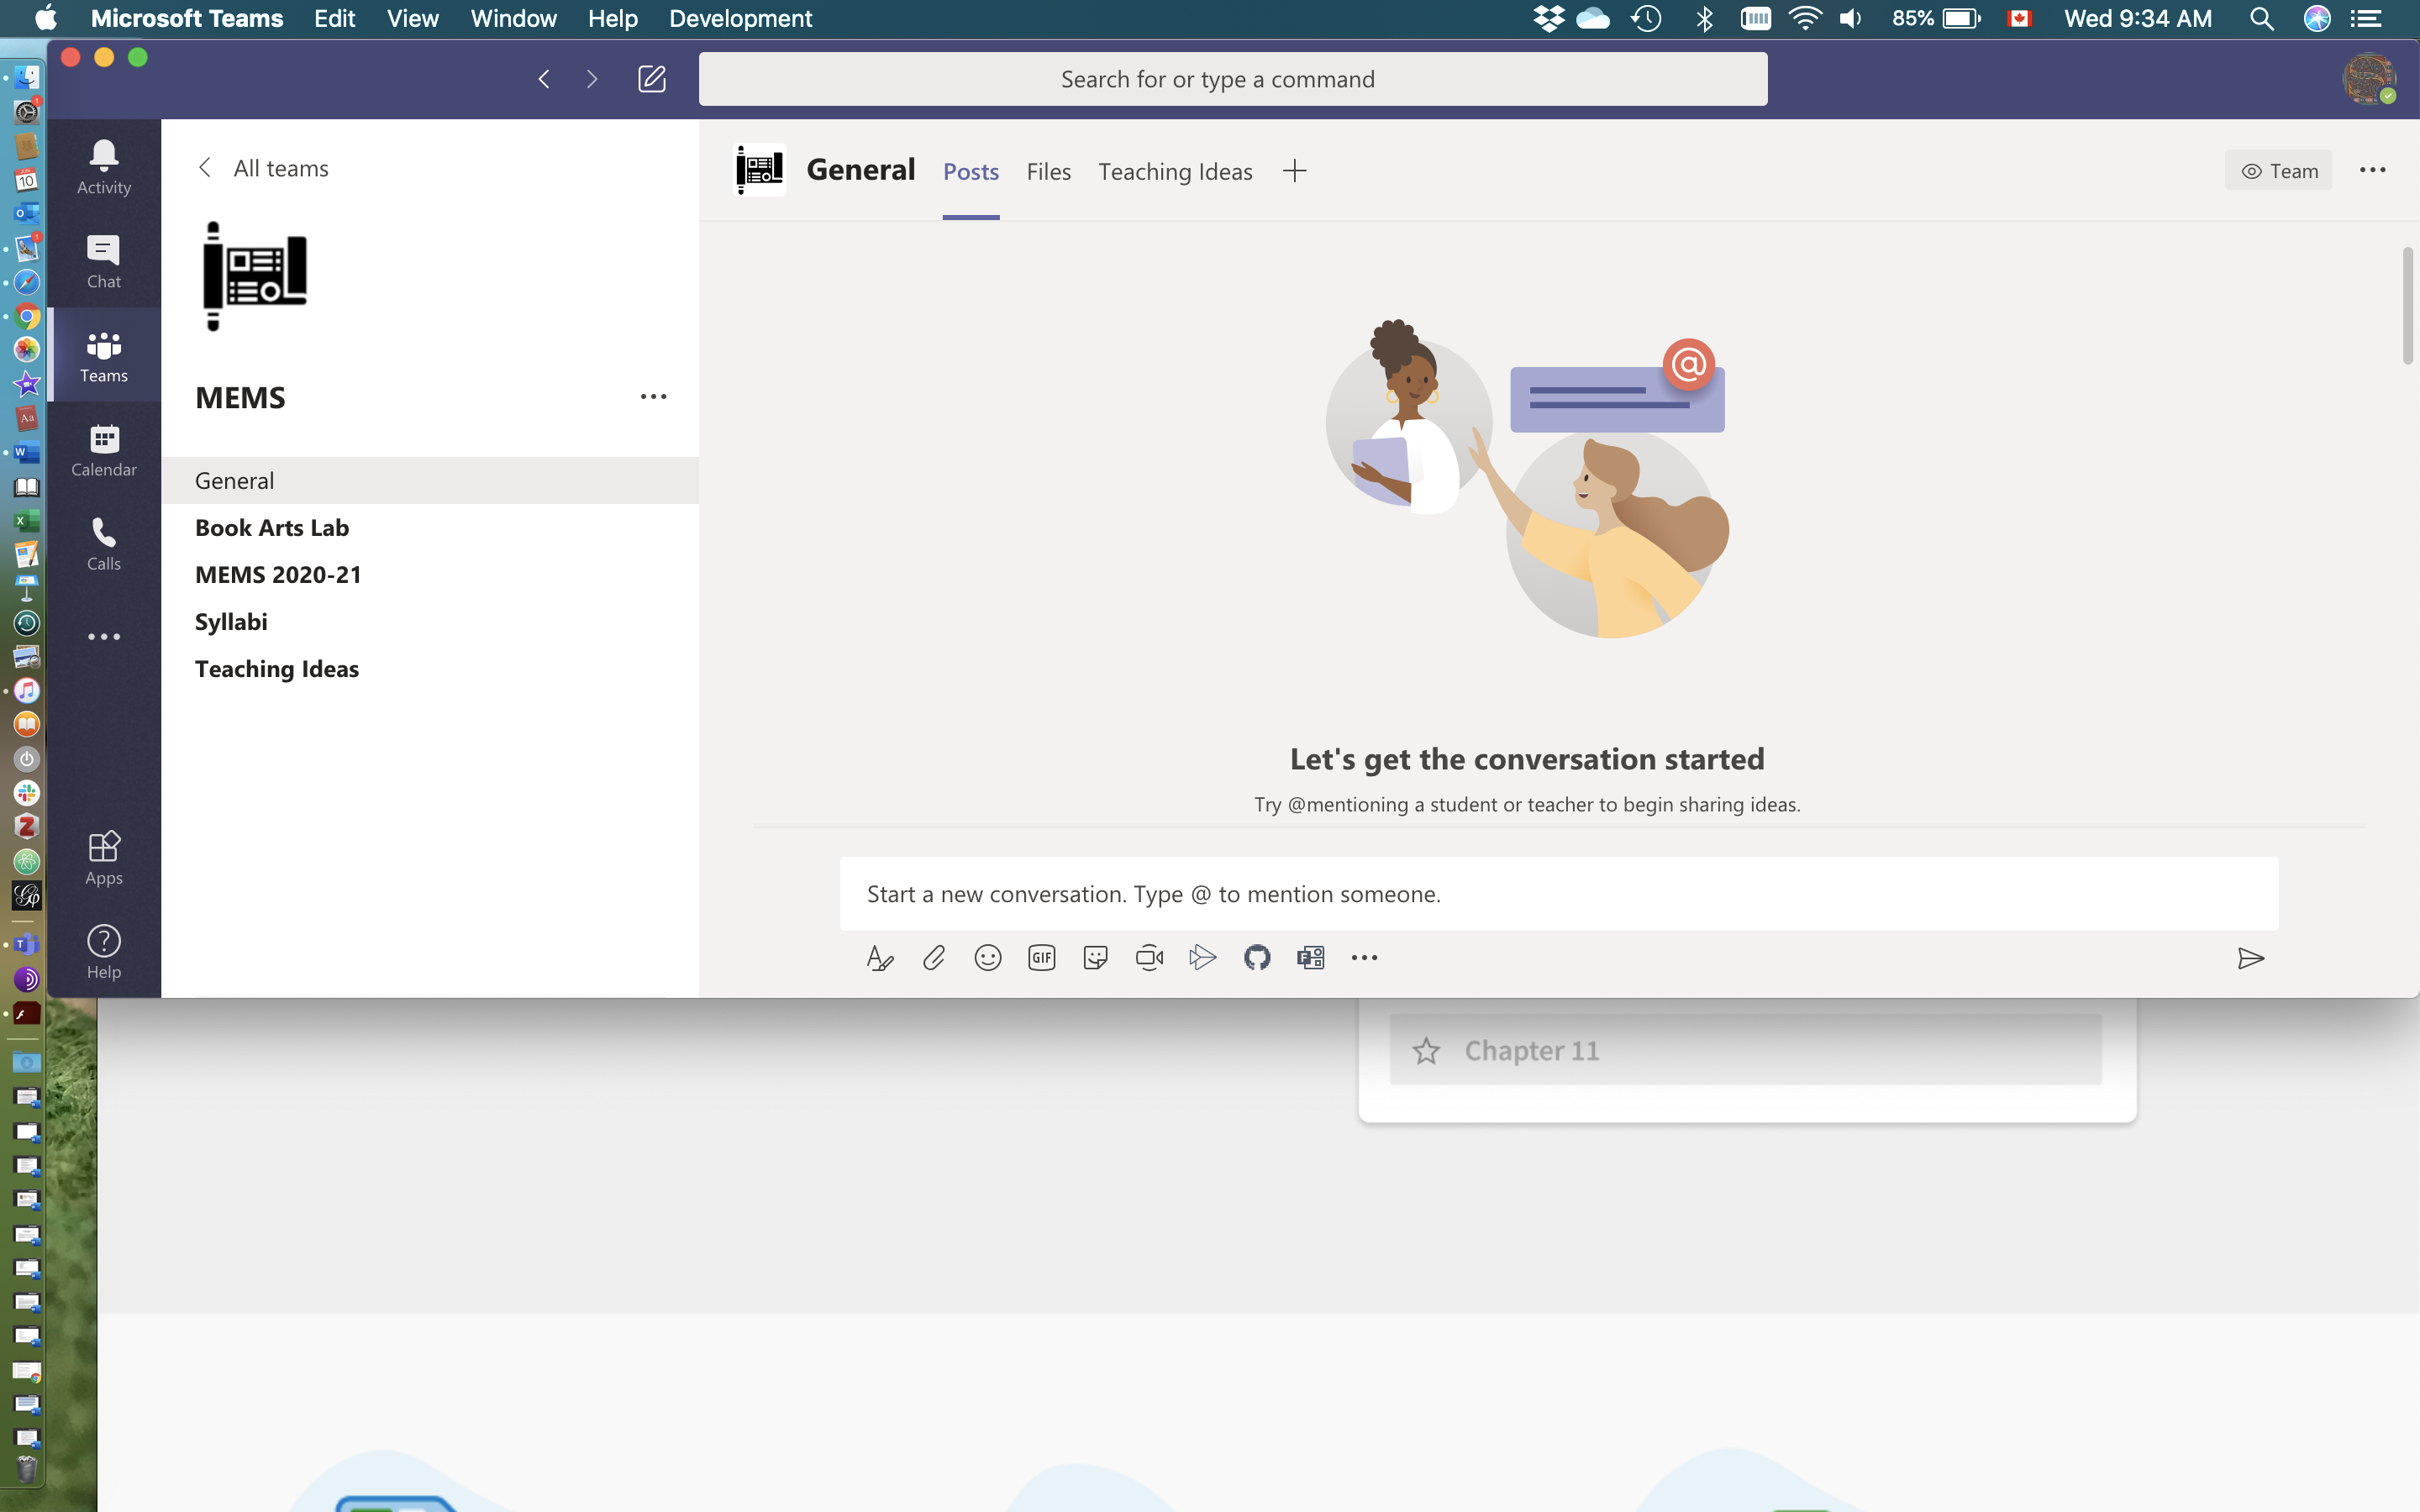 Microsoft Teams Edit View Window Help Development 85% Wed 9:34 AM
Search for or type a command
Activity
Chat
Teams
Calendar
Calls
Apps
Help
All teams
MEMS
General
Book Arts Lab
MEMS 2020-21
Syllabi
Teaching Ideas
General Posts Files Teaching Ideas Team
@
Let's get the conversation started
Try @mentioning a student or teacher to begin sharing ideas.
Start a new conversation. Type @ to mention someone.
GIF
Chapter 11
10